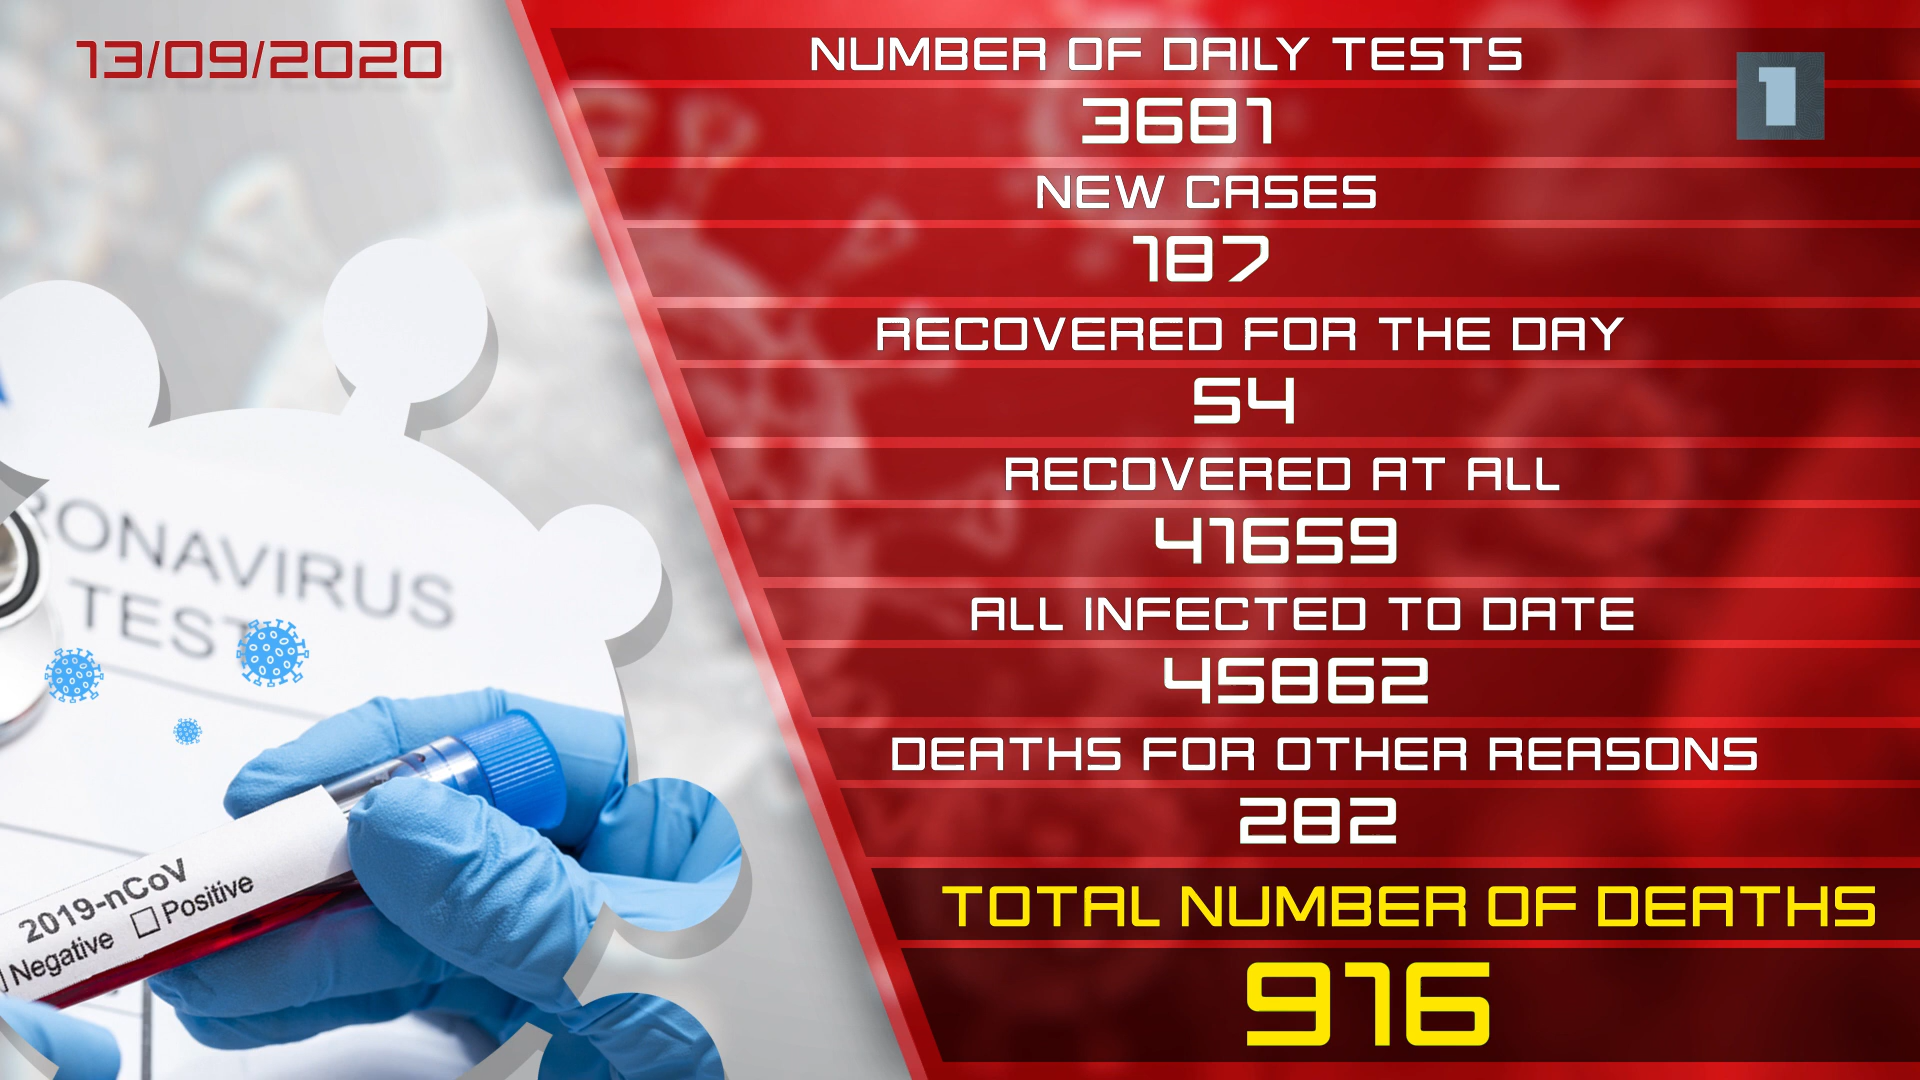 13/09/2020
NUMBER OF DAILY TESTS
1
3681
NEW CASES
187
RECOVERED FOR THE DAY
54
RECOVERED AT ALL
41659
ALL INFECTED TO DATE
45862
DEATHS FOR OTHER REASONS
282
TOTAL NUMBER OF DEATHS
916
RONAVIRUS
TEST
2019-nCoV
Negative
Positive